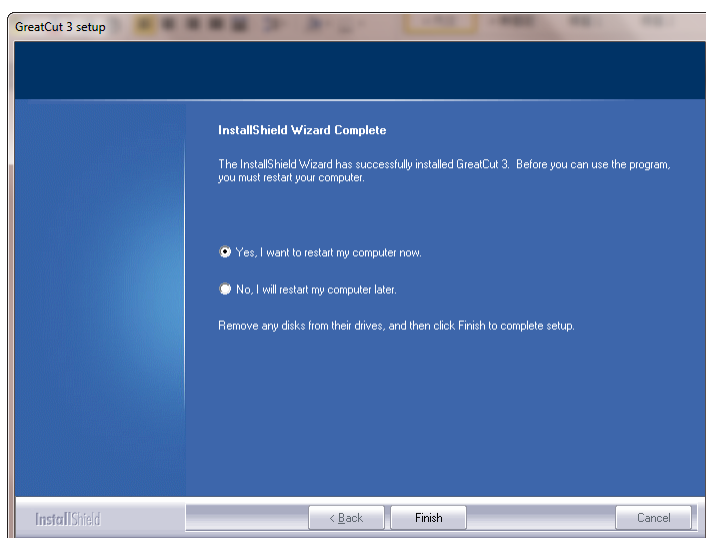 GreatCut 3 setup
InstallShield Wizard Complete
The InstallShield Wizard has successfully installed GreatCut 3. Before you can use the program,
you must restart your computer.
Yes, I want to restart my computer now.
No, I will restart my computer later.
Remove any disks from their drives, and then click Finish to complete setup.
InstallShield
< Back
Finish
Cancel